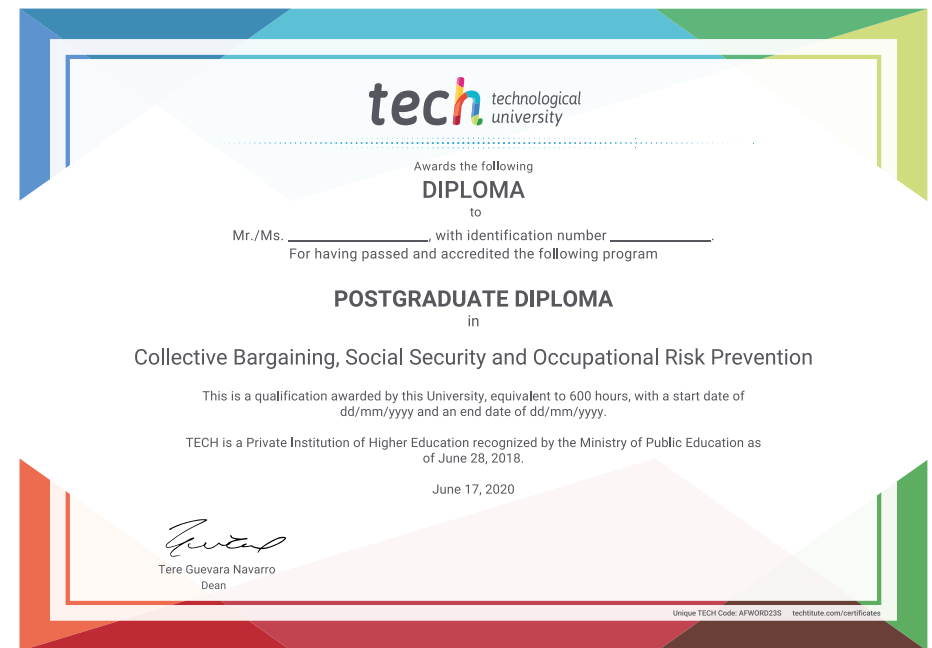 tech technological
university
Awards the following
DIPLOMA
to
Mr./Ms. ________________, with identification number ____________.
For having passed and accredited the following program
POSTGRADUATE DIPLOMA
in
Collective Bargaining, Social Security and Occupational Risk Prevention
This is a qualification awarded by this University, equivalent to 600 hours, with a start date of
dd/mm/yyyy and an end date of dd/mm/yyyy.
TECH is a Private Institution of Higher Education recognized by the Ministry of Public Education as
of June 28, 2018.
June 17, 2020
Tere Guevara Navarro
Dean
Unique TECH Code: AFWORD23S techtitute.com/certificates